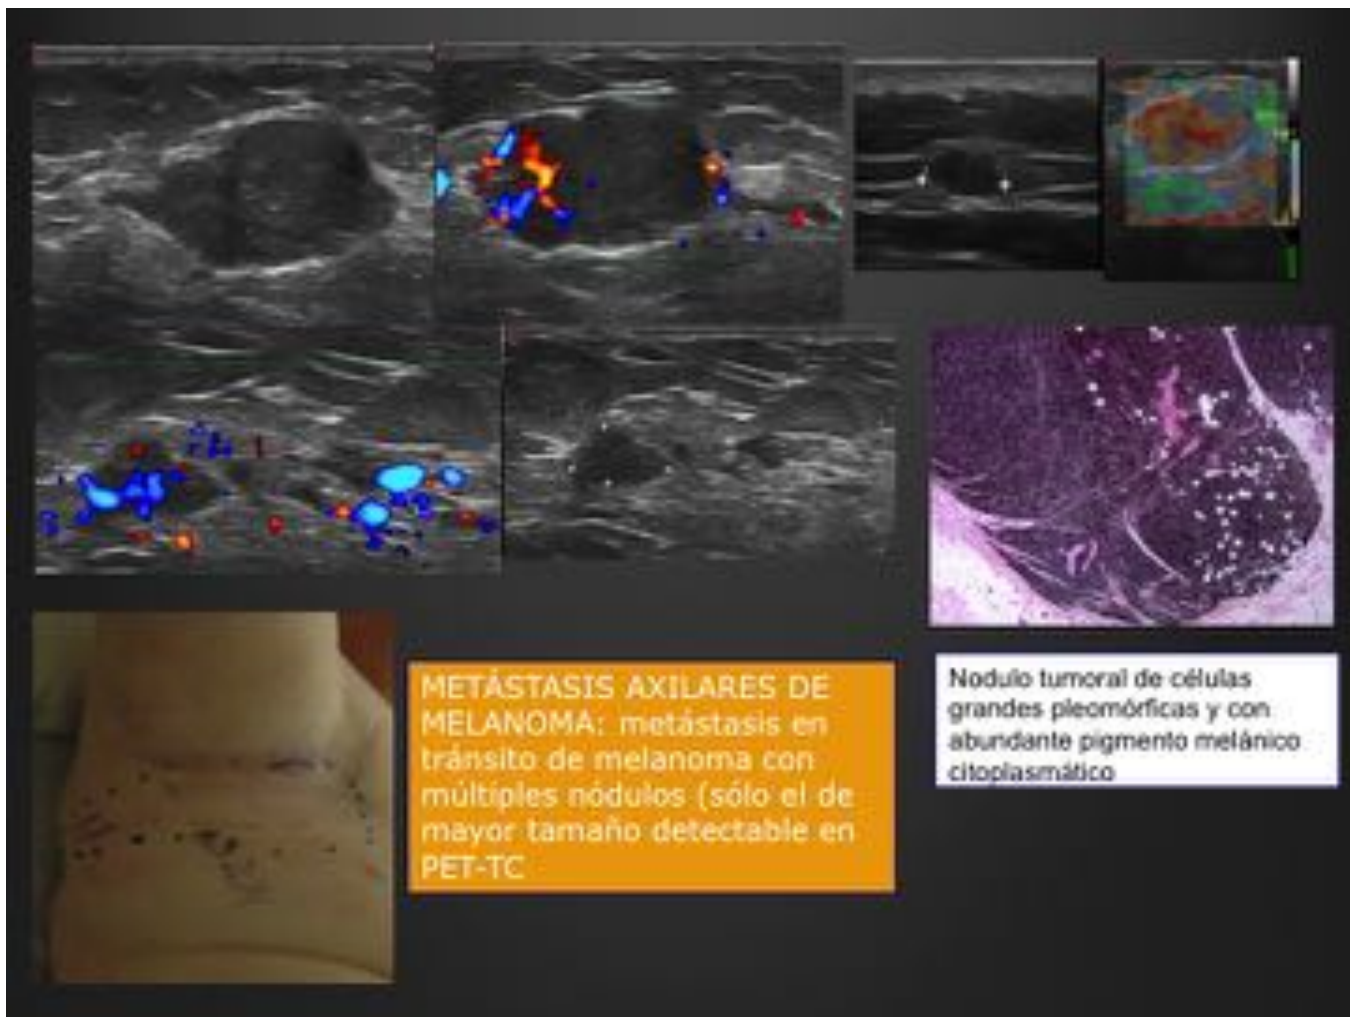 METÁSTASIS AXILARES DE
MELANOMA: metástasis en
tránsito de melanoma con
múltiples nódulos (sólo el de
mayor tamaño detectable en
PET-TC
Nodulo tumoral de células
grandes pleomórficas y con
abundante pigmento melánico
citoplasmático